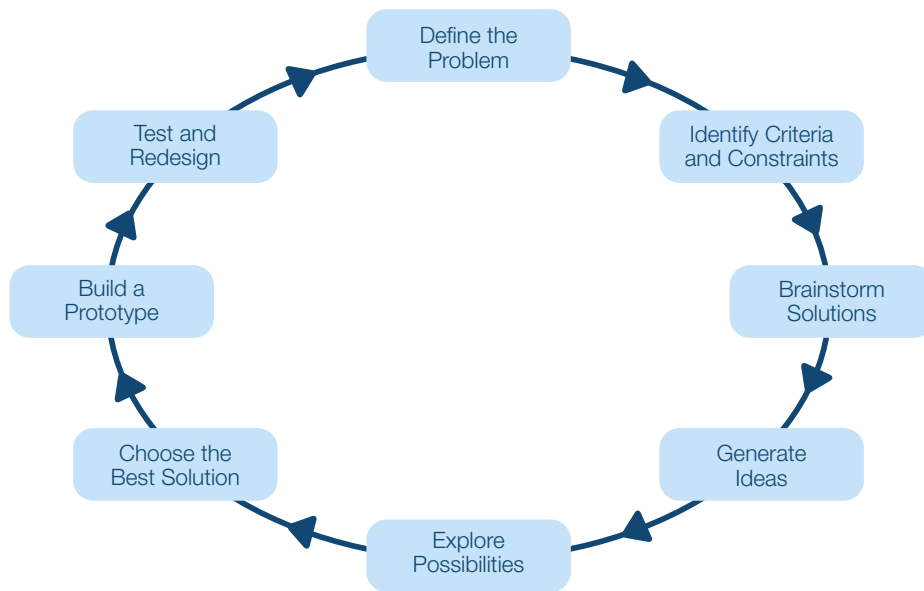 Define the
Problem
Identify Criteria
and Constraints
Brainstorm
Solutions
Generate
Ideas
Explore
Possibilities
Choose the
Best Solution
Build a
Prototype
Test and
Redesign